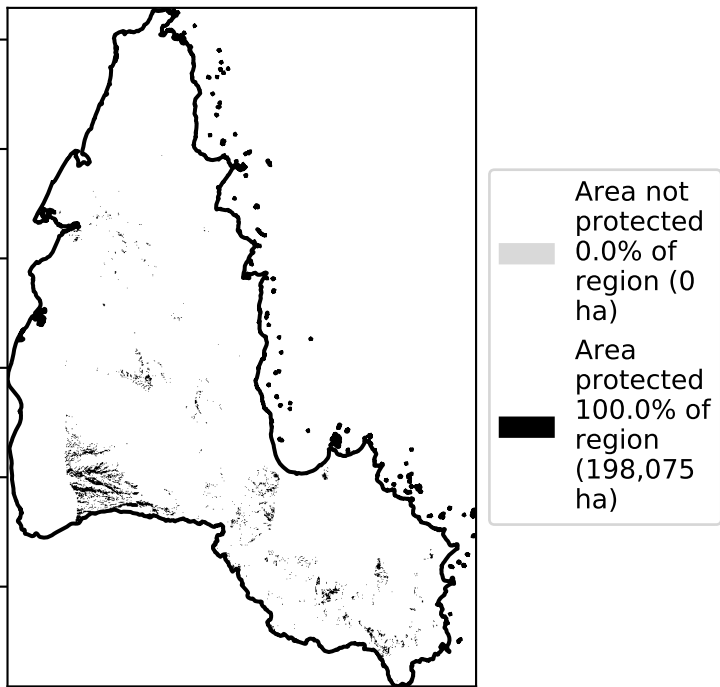 Area not
protected
0.0% of
region (0
ha)
Area
protected
100.0% of
region
(198,075
ha)